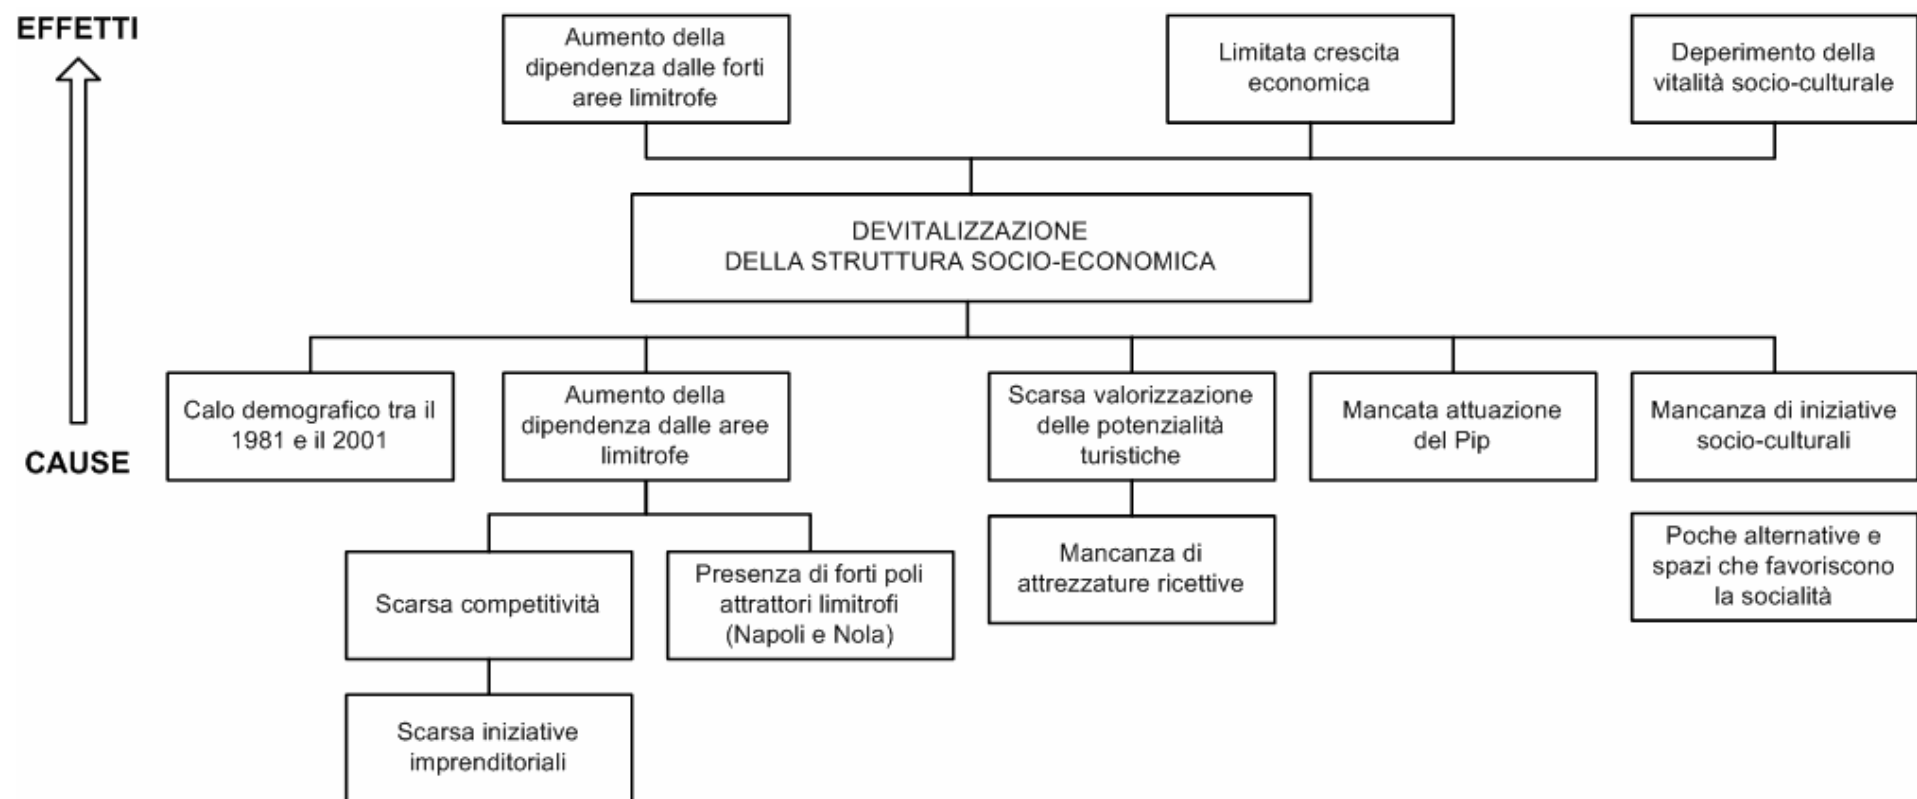 EFFETTI
Aumento della
dipendenza dalle forti
aree limitrofe
Limitata crescita
economica
Deperimento della
vitalità socio-culturale
DEVITALIZZAZIONE
DELLA STRUTTURA SOCIO-ECONOMICA
CAUSE
Calo demografico tra il
1981 e il 2001
Aumento della
dipendenza dalle aree
limitrofe
Scarsa valorizzazione
delle potenzialità
turistiche
Mancata attuazione
del Pip
Mancanza di iniziative
socio-culturali
Scarsa competitività
Presenza di forti poli
attrattori limitrofi
(Napoli e Nola)
Mancanza di
attrezzature ricettive
Poche alternative e
spazi che favoriscono
la socialità
Scarsa iniziative
imprenditoriali